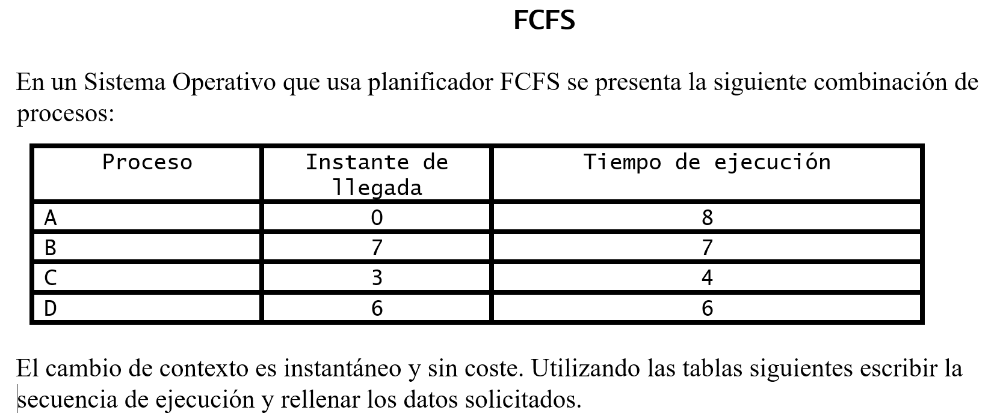 FCFS
En un Sistema Operativo que usa planificador FCFS se presenta la siguiente combinación de
procesos:
Proceso Instante de llegada Tiempo de ejecución
A 0 8
B 7 7
C 3 4
D 6 6
El cambio de contexto es instantáneo y sin coste. Utilizando las tablas siguientes escribir la
secuencia de ejecución y rellenar los datos solicitados.